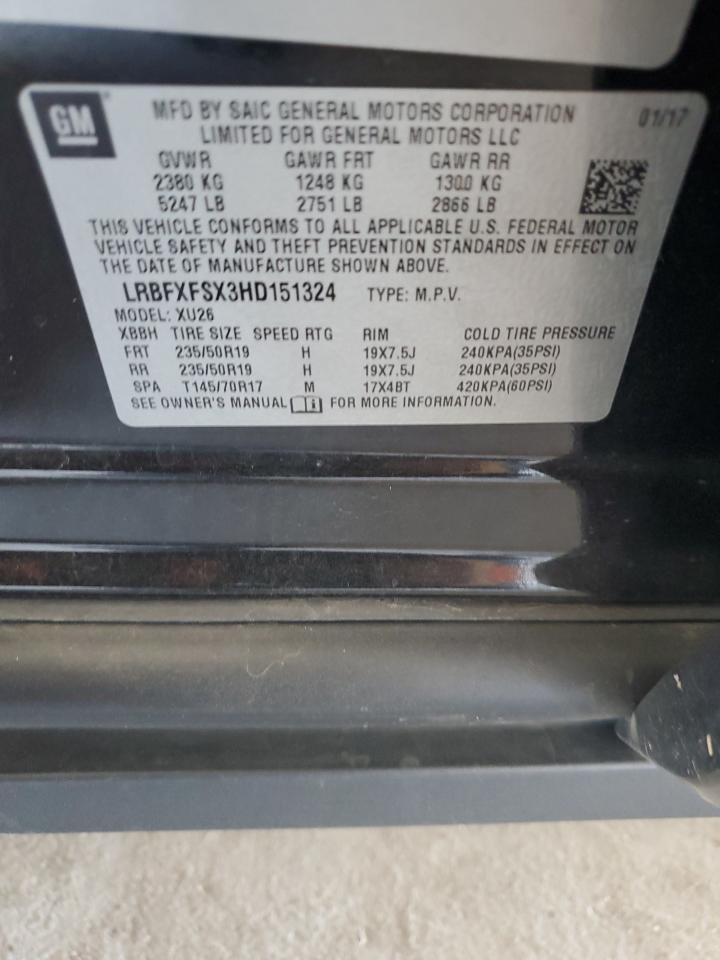 GM
MFD BY SAIC GENERAL MOTORS CORPORATION 01/17
LIMITED FOR GENERAL MOTORS LLC
GVWR GAWR FRT GAWR RR
2380 KG 1248 KG 1300 KG
5247 LB 2751 LB 2866 LB
THIS VEHICLE CONFORMS TO ALL APPLICABLE U.S. FEDERAL MOTOR
VEHICLE SAFETY AND THEFT PREVENTION STANDARDS IN EFFECT ON
THE DATE OF MANUFACTURE SHOWN ABOVE.
LRBFXFSX3HD151324 TYPE: M.P.V.
MODEL: XU26
XBBH TIRE SIZE SPEED RTG RIM COLD TIRE PRESSURE
FRT 235/50R19 H 19X7.5J 240KPA(35PSI)
RR 235/50R19 H 19X7.5J 240KPA(35PSI)
SPA T145/70R17 M 17X4BT 420KPA(60PSI)
SEE OWNER'S MANUAL i FOR MORE INFORMATION.